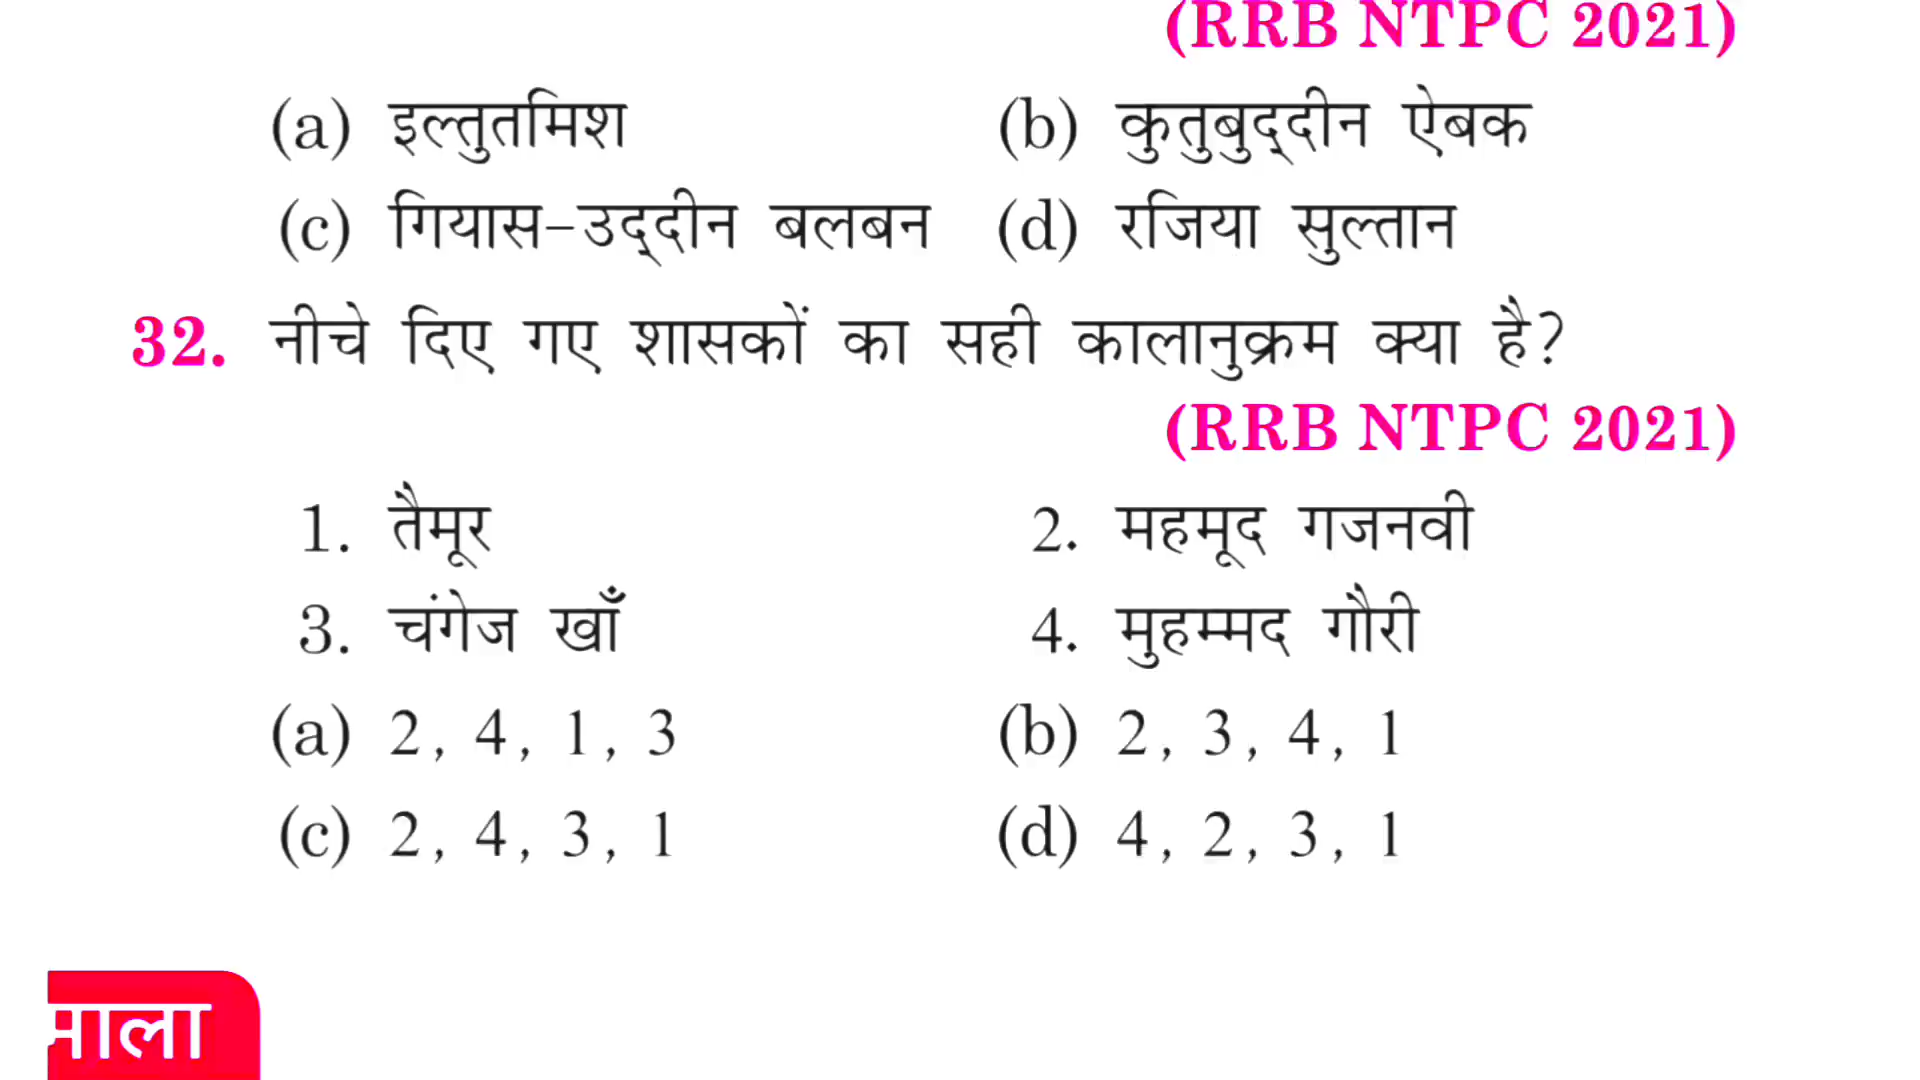 (RRB NTPC 2021)
(a) इल्तुतमिश (b) कुतुबुद्दीन ऐबक
(c) गियास-उद्दीन बलबन (d) रजिया सुल्तान
32. नीचे दिए गए शासकों का सही कालानुक्रम क्या है?
(RRB NTPC 2021)
1. तैमूर 2. महमूद गजनवी
3. चंगेज खाँ 4. मुहम्मद गौरी
(a) 2, 4, 1, 3 (b) 2, 3, 4, 1
(c) 2, 4, 3, 1 (d) 4, 2, 3, 1
माला